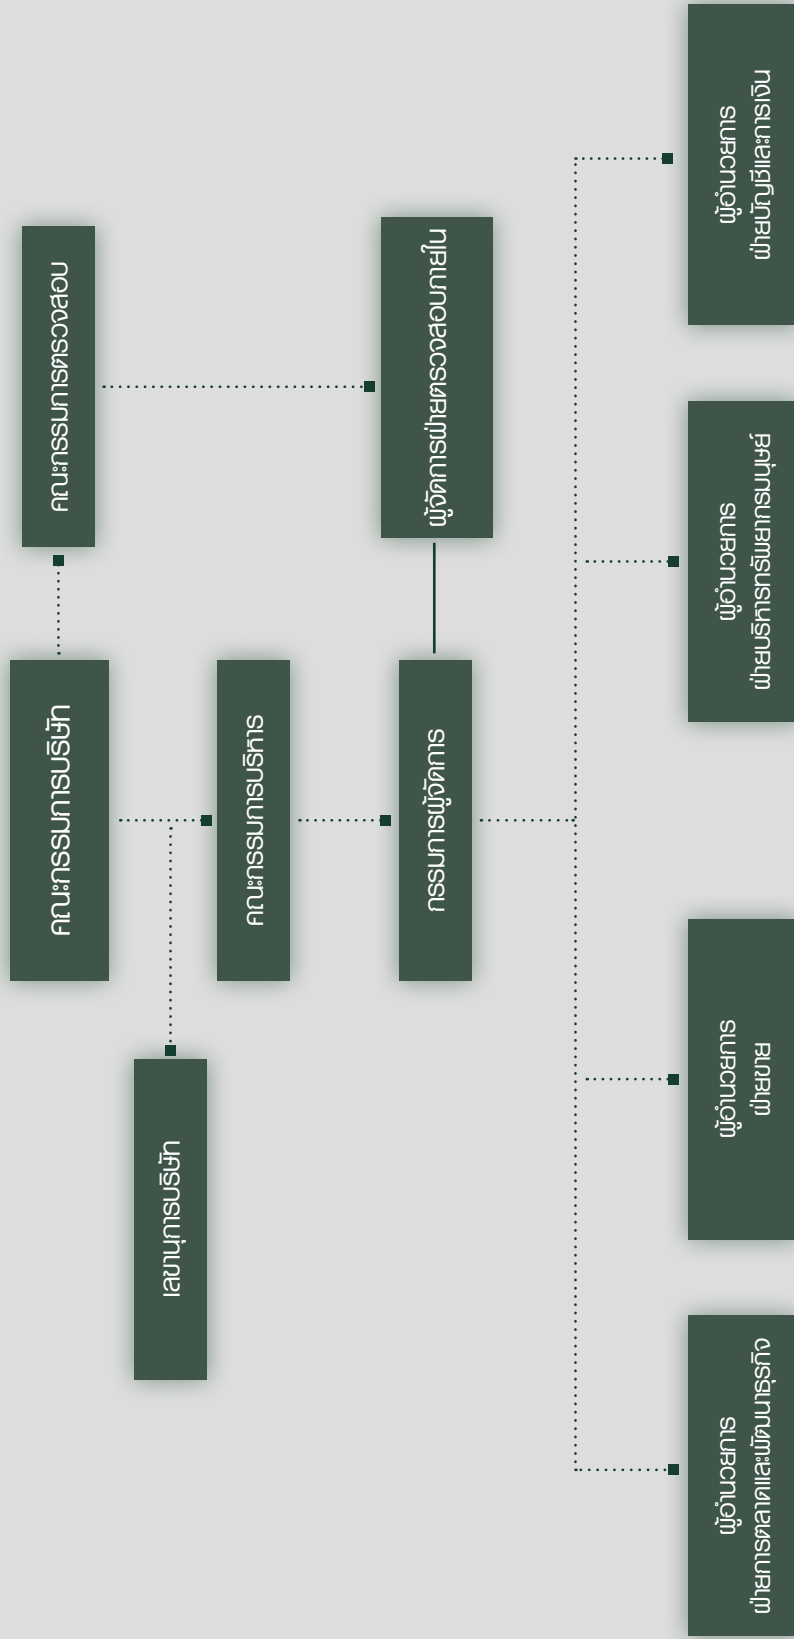 คณะกรรมการบริษัท
คณะกรรมการตรวจสอบ
เลขานุการบริษัท
คณะกรรมการบริหาร
กรรมการผู้จัดการ
ผู้จัดการฝ่ายตรวจสอบภายใน
ผู้อำนวยการ
ฝ่ายการตลาดและพัฒนาธุรกิจ
ผู้อำนวยการ
ฝ่ายขาย
ผู้อำนวยการ
ฝ่ายบริหารทรัพยากรมนุษย์
ผู้อำนวยการ
ฝ่ายบัญชีและการเงิน